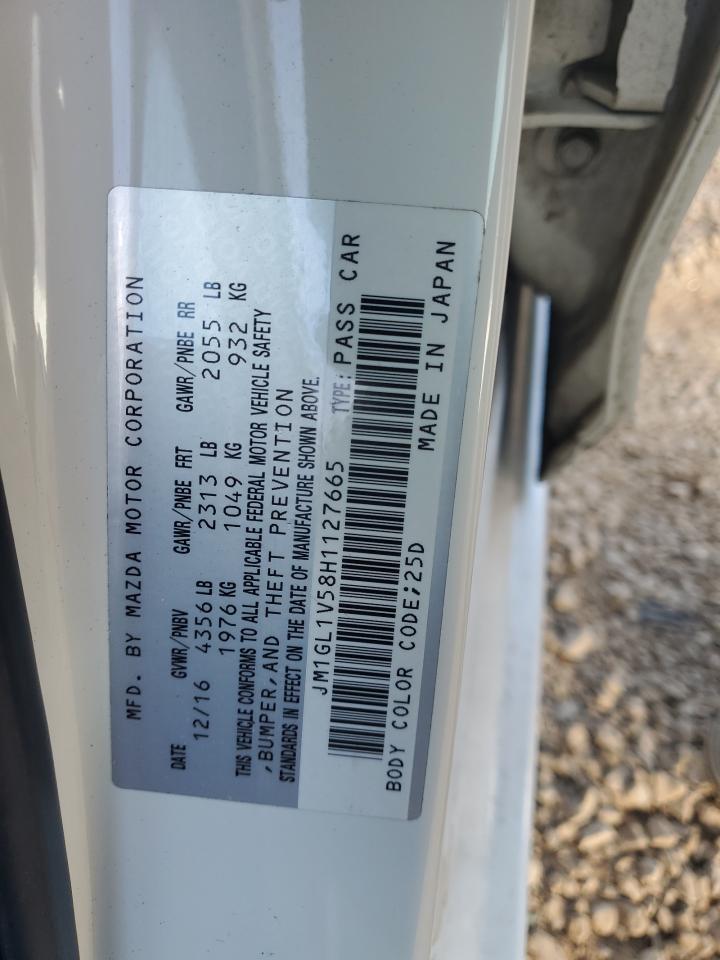 MFD. BY MAZDA MOTOR CORPORATION
DATE GVWR/PNBV GAWR/PNBE FRT GAWR/PNBE RR
12/16 4356 LB 2313 LB 2055 LB
1976 KG 1049 KG 932 KG
THIS VEHICLE CONFORMS TO ALL APPLICABLE FEDERAL MOTOR VEHICLE SAFETY
,BUMPER,AND THEFT PREVENTION
STANDARDS IN EFFECT ON THE DATE OF MANUFACTURE SHOWN ABOVE.
JM1GL1V58H1127665 TYPE: PASS CAR
BODY COLOR CODE;25D MADE IN JAPAN